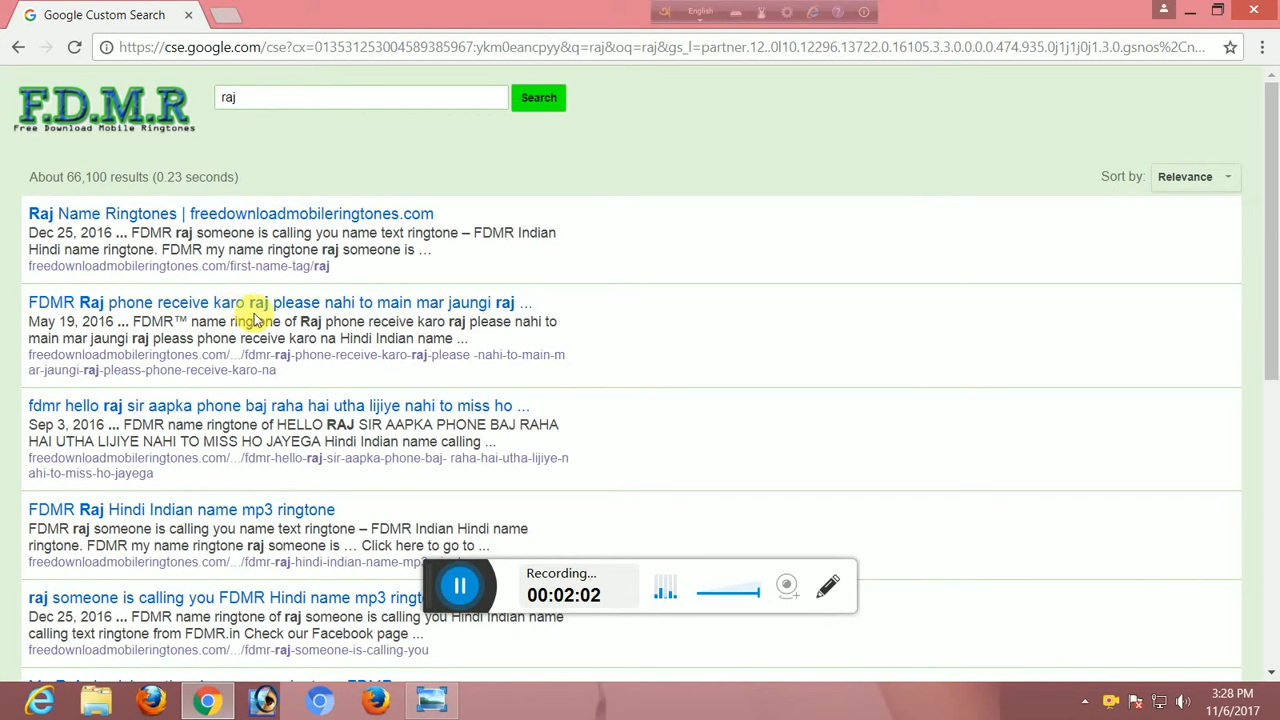 Google Custom Search
English
https://cse.google.com/cse?cx=013531253004589385967:ykm0eancpyy&q=raj&oq=raj&gs_l=partner.12..0l10.12296.13722.0.16105.3.3.0.0.0.0.474.935.0j1j1j0j1.3.0.gsnos%2Cn...
F.D.M.R
Free Download Mobile Ringtones
raj
Search
About 66,100 results (0.23 seconds)
Sort by:
Relevance
Raj Name Ringtones | freedownloadmobileringtones.com
Dec 25, 2016 ... FDMR raj someone is calling you name text ringtone – FDMR Indian
Hindi name ringtone. FDMR my name ringtone raj someone is …
freedownloadmobileringtones.com/first-name-tag/raj
FDMR Raj phone receive karo raj please nahi to main mar jaungi raj ...
May 19, 2016 ... FDMR™ name ringtone of Raj phone receive karo raj please nahi to
main mar jaungi raj pleass phone receive karo na Hindi Indian name ...
freedownloadmobileringtones.com/.../fdmr-raj-phone-receive-karo-raj-please -nahi-to-main-m
ar-jaungi-raj-pleass-phone-receive-karo-na
fdmr hello raj sir aapka phone baj raha hai utha lijiye nahi to miss ho ...
Sep 3, 2016 ... FDMR name ringtone of HELLO RAJ SIR AAPKA PHONE BAJ RAHA
HAI UTHA LIJIYE NAHI TO MISS HO JAYEGA Hindi Indian name calling ...
freedownloadmobileringtones.com/.../fdmr-hello-raj-sir-aapka-phone-baj- raha-hai-utha-lijiye-n
ahi-to-miss-ho-jayega
FDMR Raj Hindi Indian name mp3 ringtone
FDMR raj someone is calling you name text ringtone – FDMR Indian Hindi name
ringtone. FDMR my name ringtone raj someone is … Click here to go to ...
freedownloadmobileringtones.com/.../fdmr-raj-hindi-indian-name-mp3
raj someone is calling you FDMR Hindi name mp3 ringt
Dec 25, 2016 ... FDMR name ringtone of raj someone is calling you Hindi Indian name
calling text ringtone from FDMR.in Check our Facebook page ...
freedownloadmobileringtones.com/.../fdmr-raj-someone-is-calling-you
Recording...
00:02:02
3:28 PM
11/6/2017